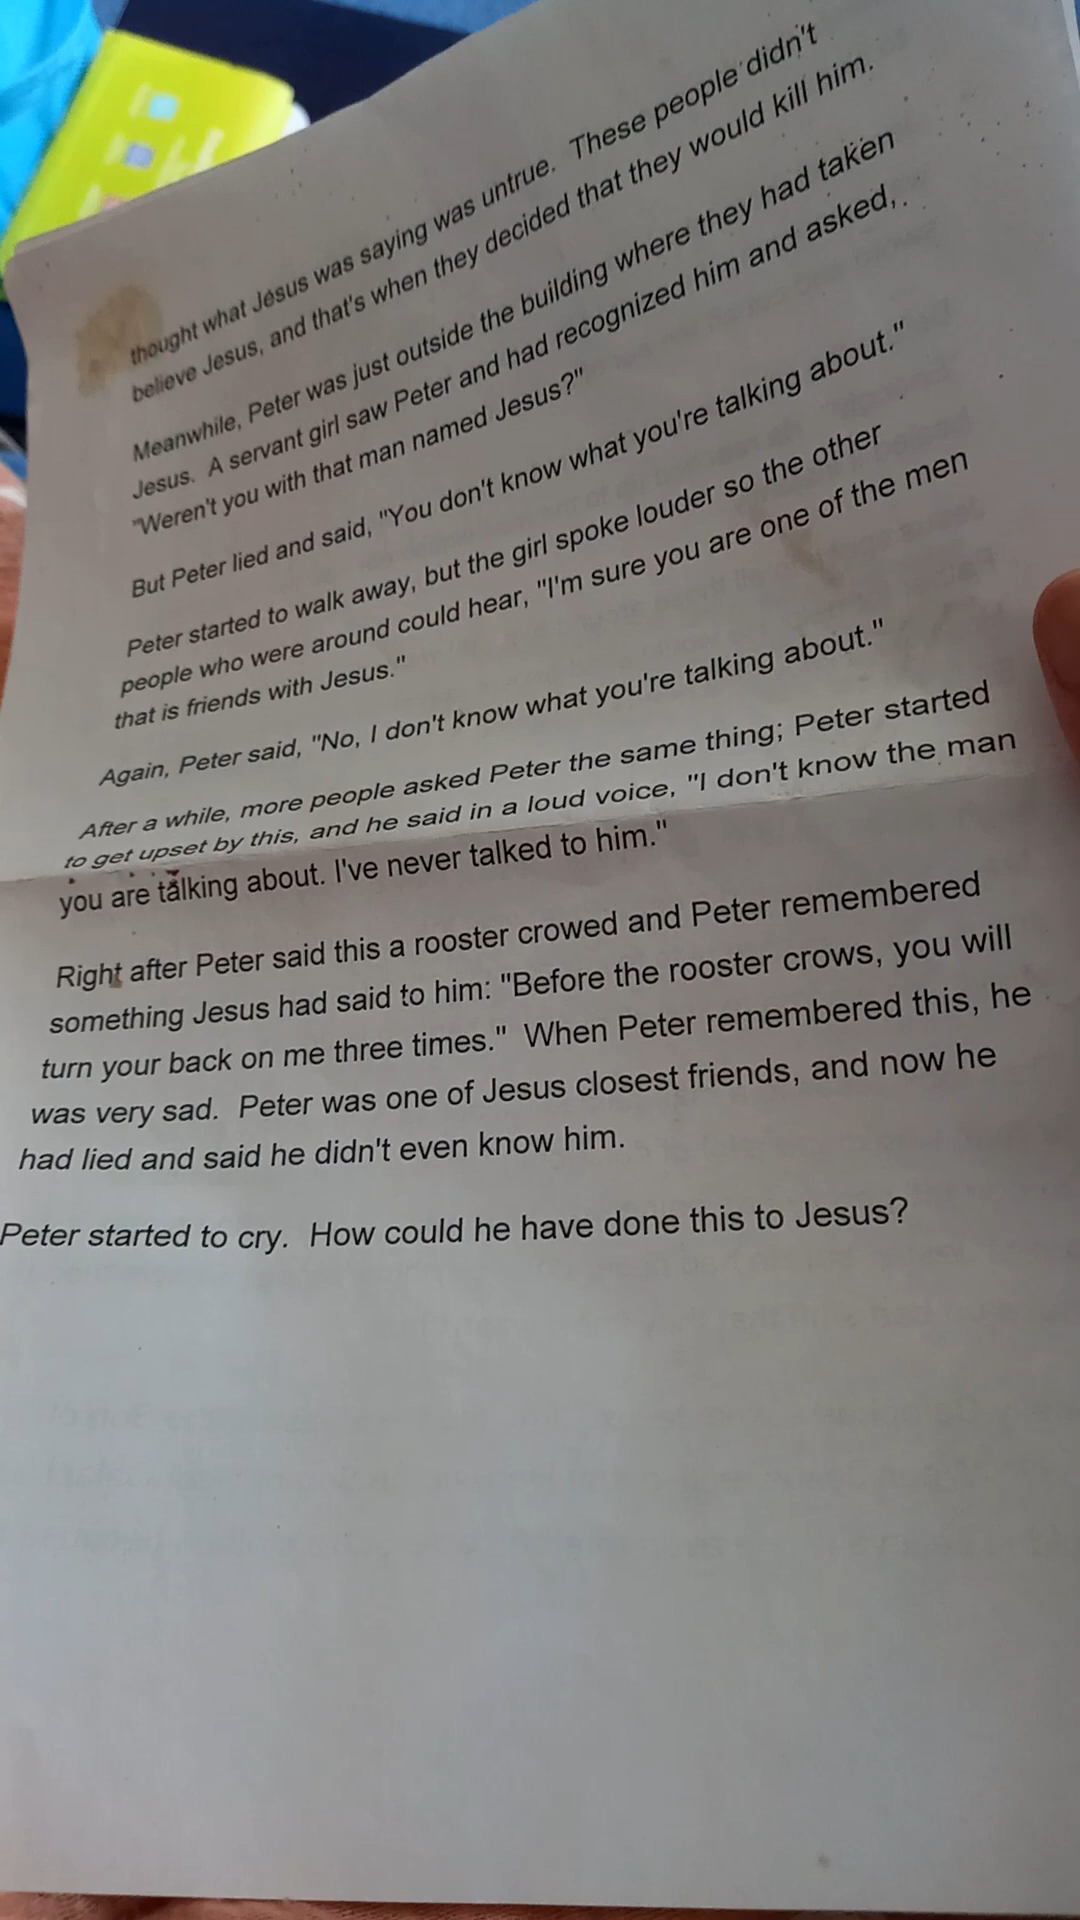 thought what Jesus was saying was untrue.  These people didn't
believe Jesus, and that's when they decided that they would kill him.
Meanwhile, Peter was just outside the building where they had taken
Jesus.  A servant girl saw Peter and had recognized him and asked,
"Weren't you with that man named Jesus?"
But Peter lied and said, "You don't know what you're talking about."
Peter started to walk away, but the girl spoke louder so the other
people who were around could hear, "I'm sure you are one of the men
that is friends with Jesus."
Again, Peter said, "No, I don't know what you're talking about."
After a while, more people asked Peter the same thing; Peter started
to get upset by this, and he said in a loud voice, "I don't know the man
you are talking about. I've never talked to him."
Right after Peter said this a rooster crowed and Peter remembered
something Jesus had said to him: "Before the rooster crows, you will
turn your back on me three times."  When Peter remembered this, he
was very sad.  Peter was one of Jesus closest friends, and now he
had lied and said he didn't even know him.
Peter started to cry.  How could he have done this to Jesus?